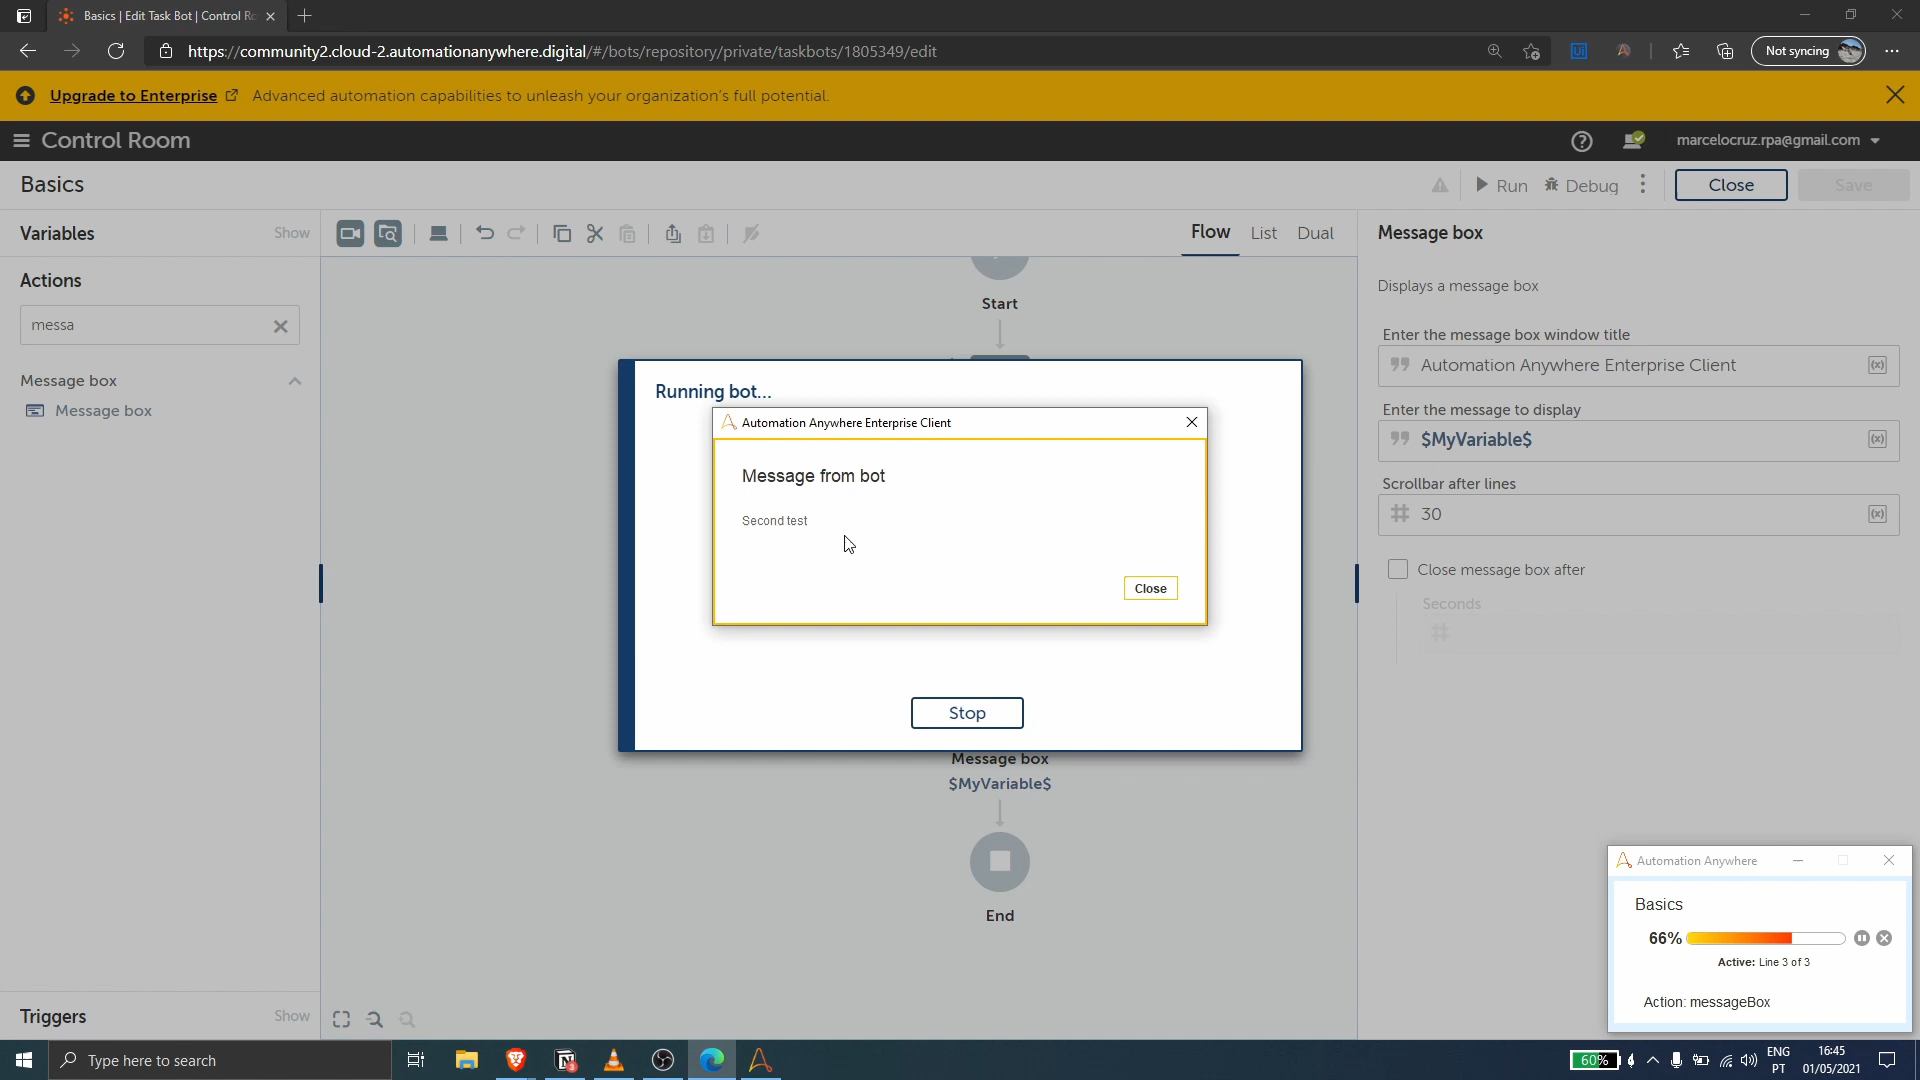 Basics | Edit Task Bot | Control Ro
https://community2.cloud-2.automationanywhere.digital/#/bots/repository/private/taskbots/1805349/edit
Not syncing
Upgrade to Enterprise
Advanced automation capabilities to unleash your organization's full potential.
Control Room
marcelocruz.rpa@gmail.com
Basics
Run
Debug
Close
Save
Variables
Show
Flow
List
Dual
Message box
Actions
Displays a message box
messa
Start
Enter the message box window title
Automation Anywhere Enterprise Client
Message box
Message box
Running bot...
Automation Anywhere Enterprise Client
Message from bot
Second test
Close
Stop
Enter the message to display
$MyVariable$
Scrollbar after lines
30
Close message box after
Seconds
Message box
$MyVariable$
End
Automation Anywhere
Basics
66%
Active: Line 3 of 3
Action: messageBox
Triggers
Show
Type here to search
60%
ENG
PT
16:45
01/05/2021